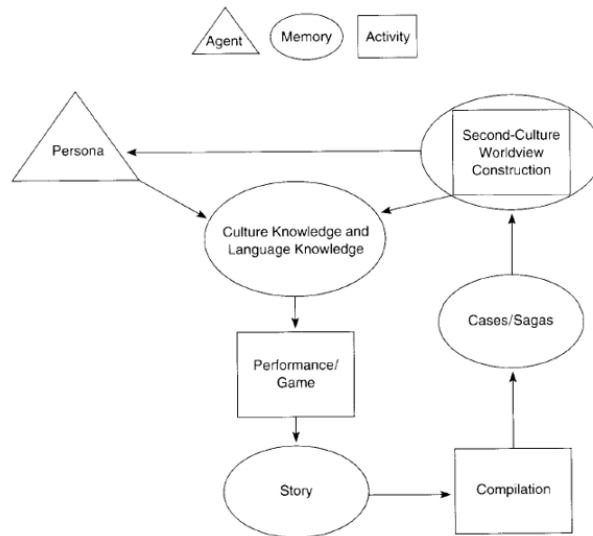 Agent
Memory
Activity
Persona
Second-Culture
Worldview
Construction
Culture Knowledge and
Language Knowledge
Cases/Sagas
Performance/
Game
Story
Compilation